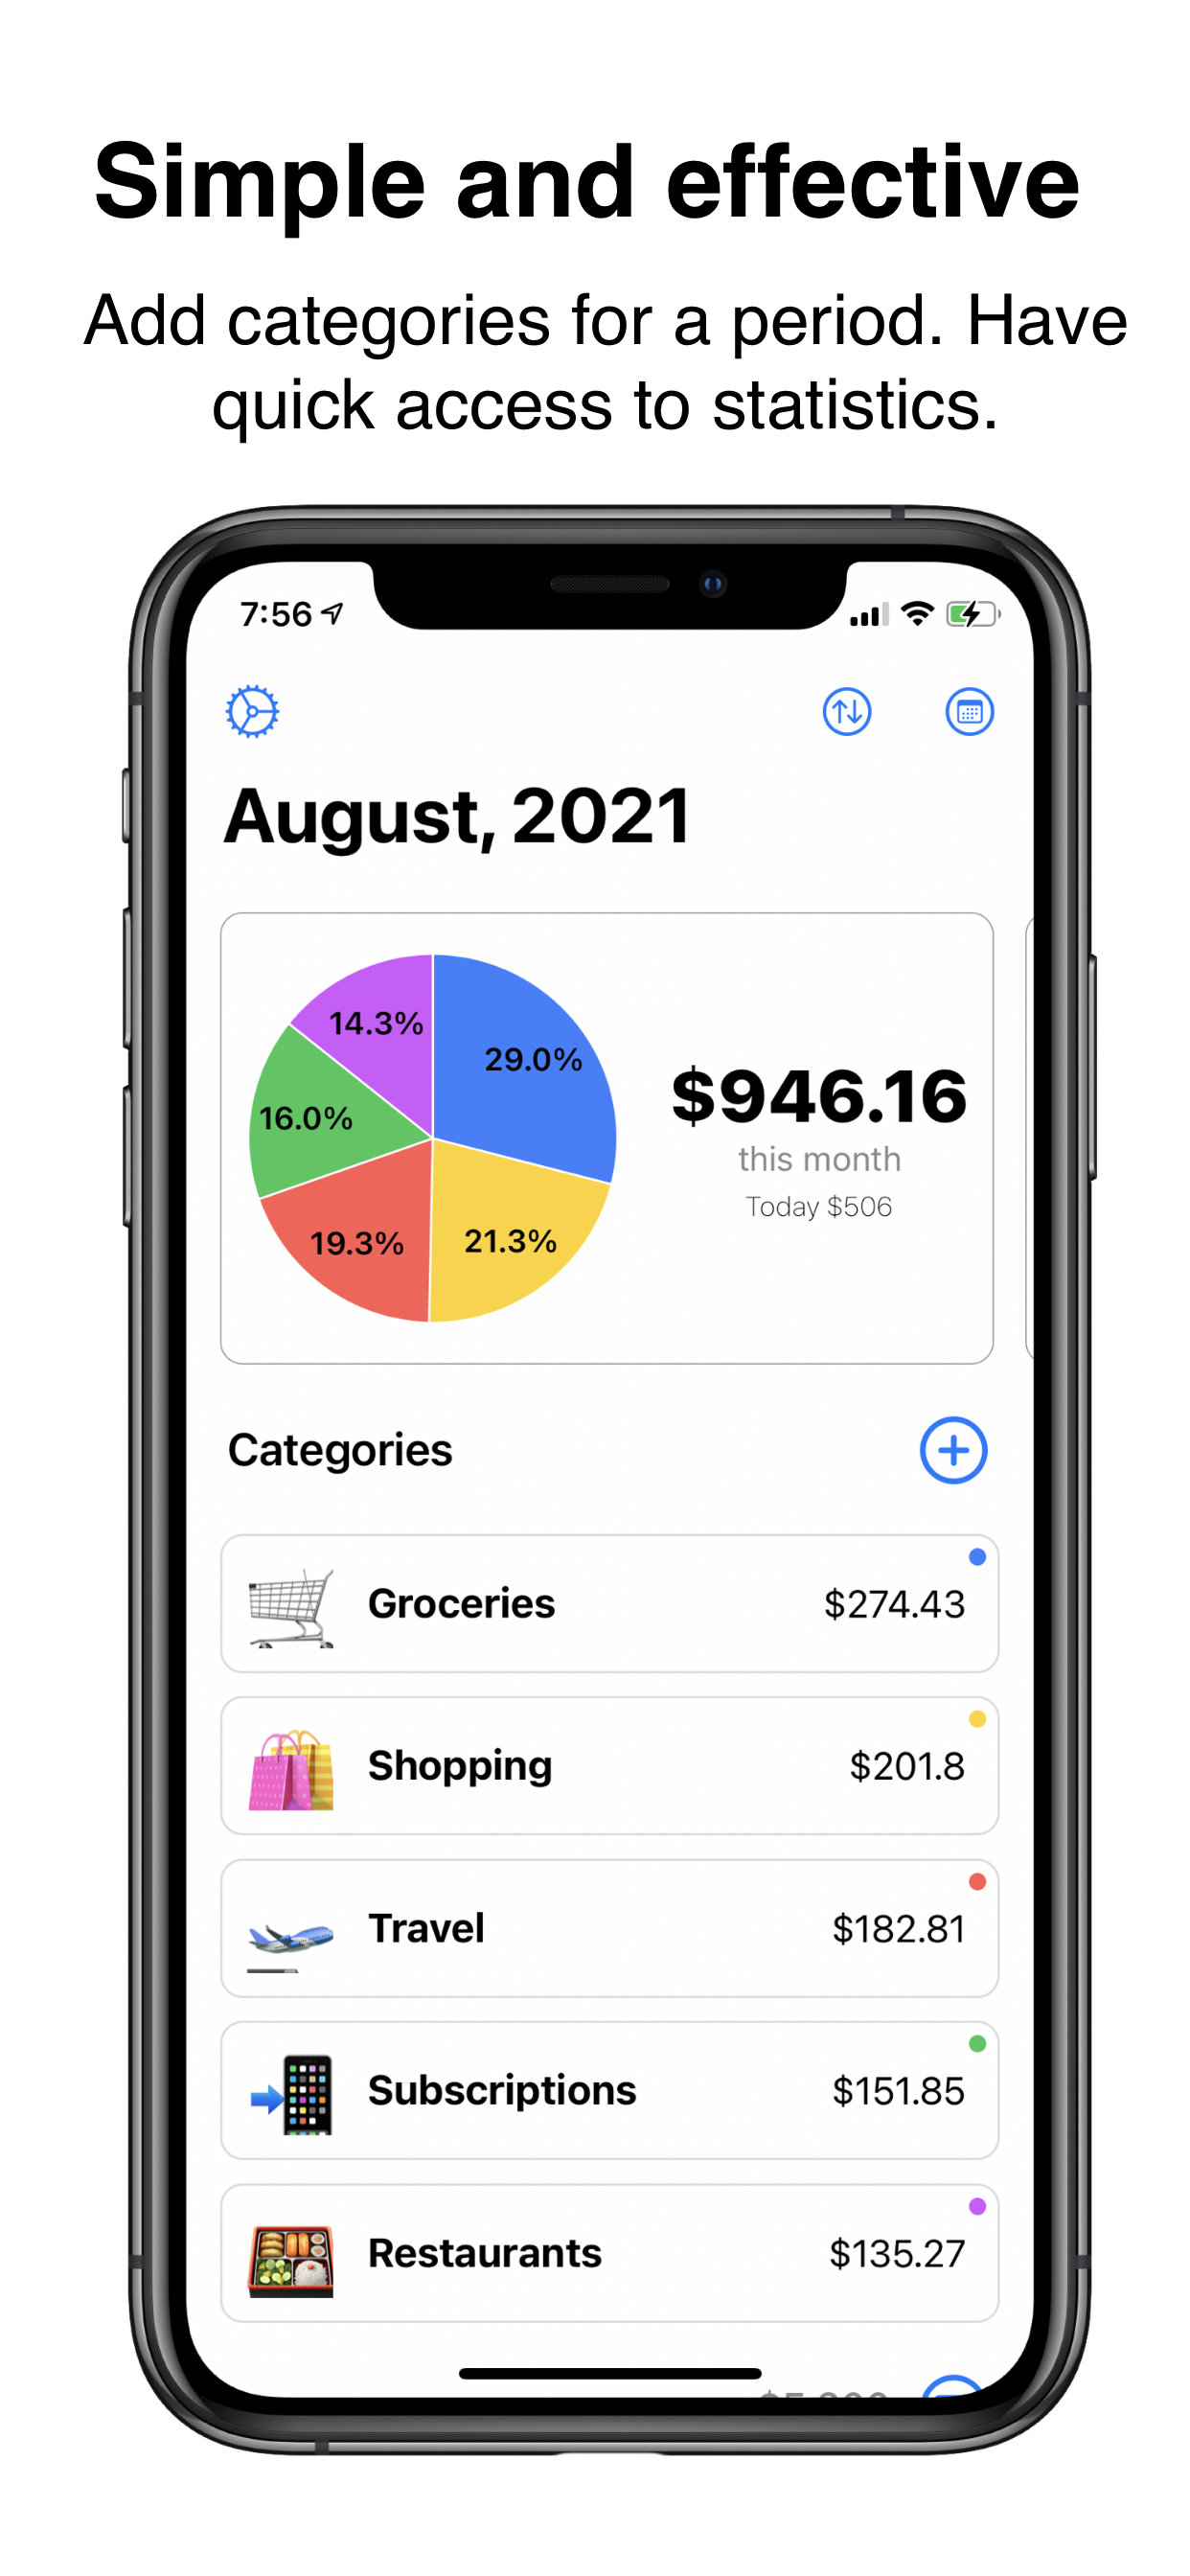 Simple and effective
Add categories for a period. Have
quick access to statistics.
7:56
August, 2021
14.3%
29.0%
16.0%
19.3%
21.3%
$946.16
this month
Today $506
Categories
Groceries
$274.43
Shopping
$201.8
Travel
$182.81
Subscriptions
$151.85
Restaurants
$135.27